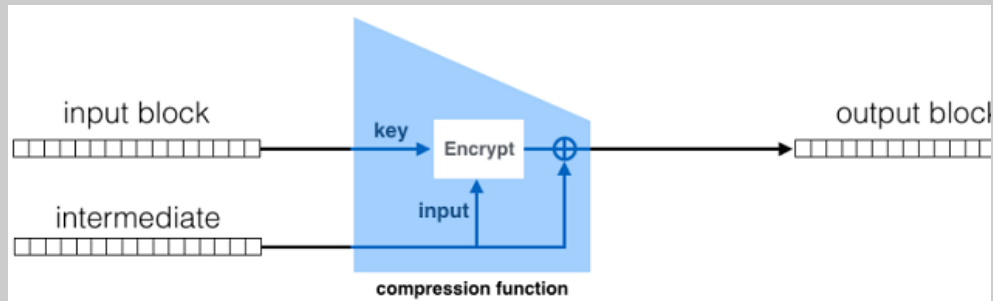 input block
output block
key
Encrypt
input
intermediate
compression function